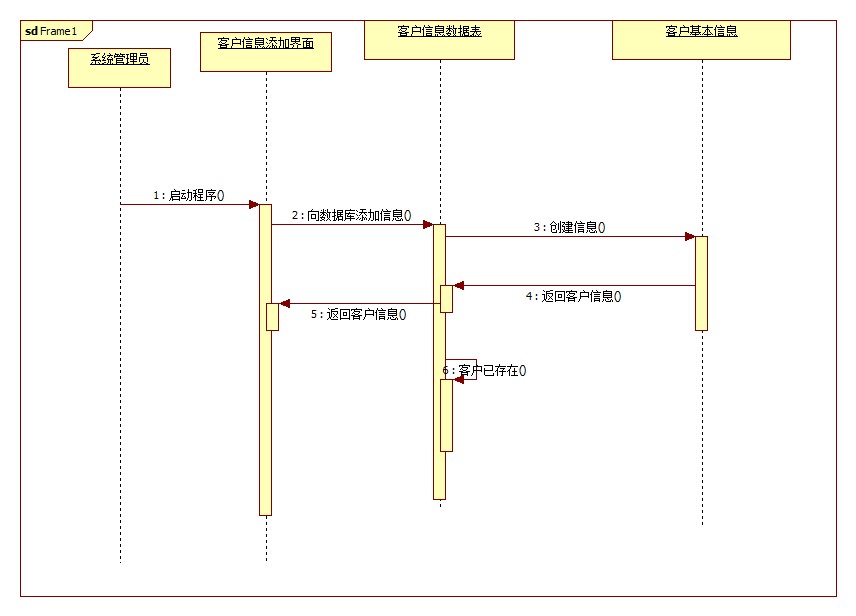 sd Frame1
系统管理员
客户信息添加界面
客户信息数据表
客户基本信息
1 : 启动程序()
2 : 向数据库添加信息()
3 : 创建信息()
4 : 返回客户信息()
5 : 返回客户信息()
6 : 客户已存在()